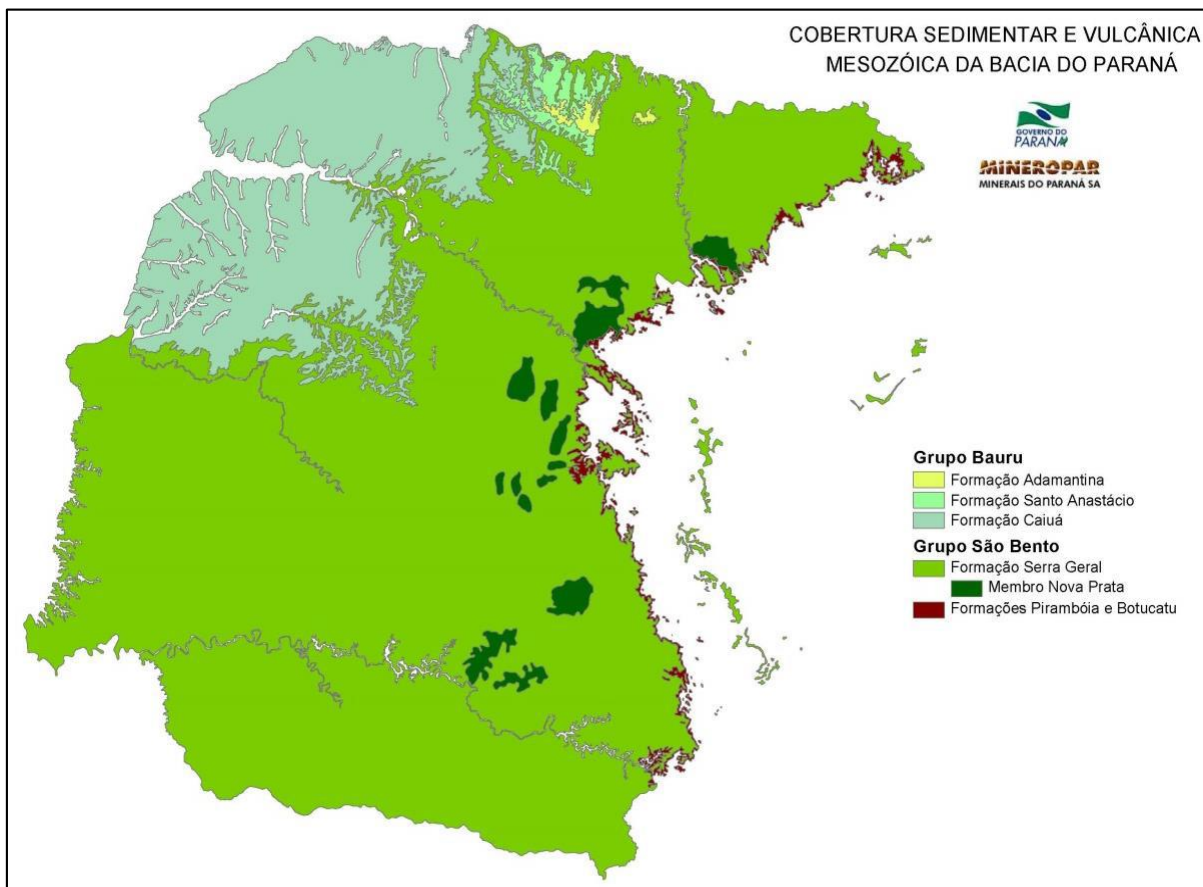 COBERTURA SEDIMENTAR E VULCÂNICA
MESOZÓICA DA BACIA DO PARANÁ
GOVERNO DO
PARANÁ
MINEROPAR
MINERAIS DO PARANÁ SA
Grupo Bauru
Formação Adamantina
Formação Santo Anastácio
Formação Caiuá
Grupo São Bento
Formação Serra Geral
Membro Nova Prata
Formações Pirambóia e Botucatu